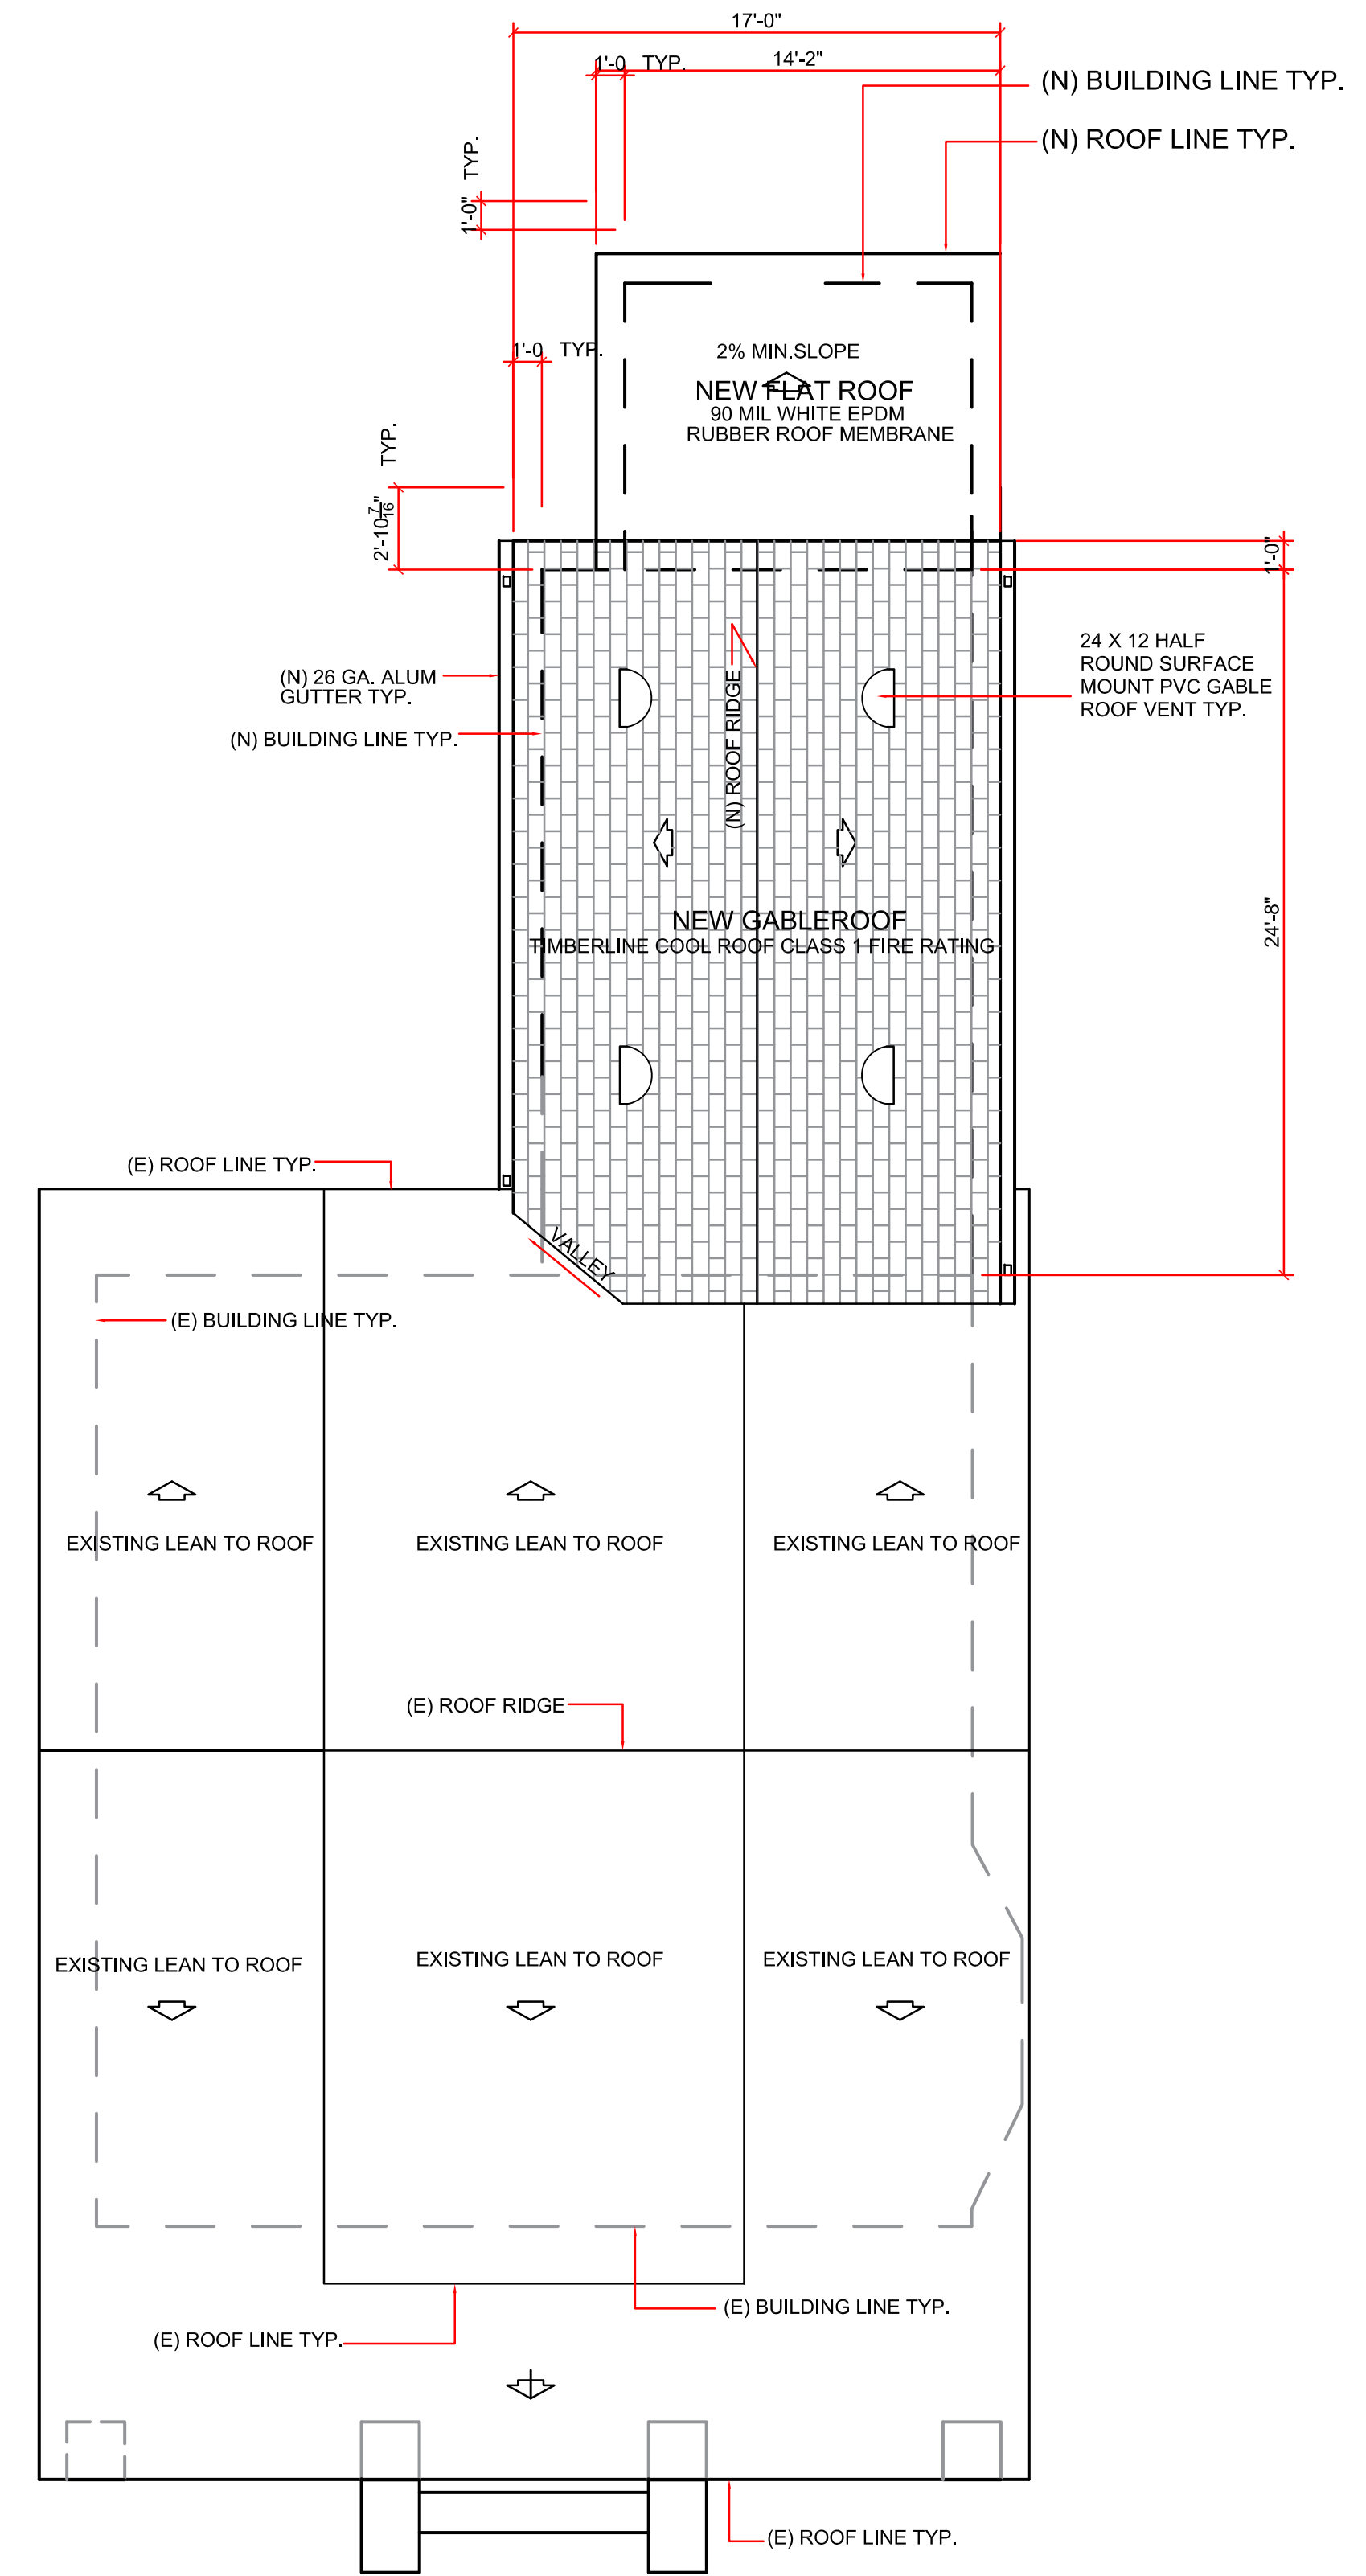 17'-0"
1'-0 TYP.
14'-2"
(N) BUILDING LINE TYP.
(N) ROOF LINE TYP.
1'-0" TYP.
1'-0 TYP.
2% MIN.SLOPE
NEW FLAT ROOF
90 MIL WHITE EPDM
RUBBER ROOF MEMBRANE
2'-10 7/16" TYP.
1'-0"
24 X 12 HALF
ROUND SURFACE
MOUNT PVC GABLE
ROOF VENT TYP.
(N) 26 GA. ALUM
GUTTER TYP.
(N) BUILDING LINE TYP.
(N) ROOF RIDGE
24'-8"
NEW GABLEROOF
TIMBERLINE COOL ROOF CLASS 1 FIRE RATING
(E) ROOF LINE TYP.
VALLEY
(E) BUILDING LINE TYP.
EXISTING LEAN TO ROOF
EXISTING LEAN TO ROOF
EXISTING LEAN TO ROOF
(E) ROOF RIDGE
EXISTING LEAN TO ROOF
EXISTING LEAN TO ROOF
EXISTING LEAN TO ROOF
(E) BUILDING LINE TYP.
(E) ROOF LINE TYP.
(E) ROOF LINE TYP.